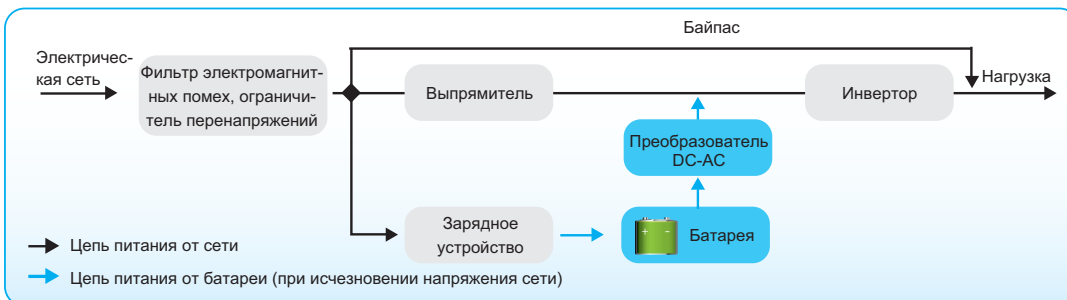 Байпас
Электричес-
кая сеть
Фильтр электромагнит-
тных помех, ограничи-
тель перенапряжений
Выпрямитель
Инвертор
Нагрузка
Преобразователь
DC-AC
Зарядное
устройство
+ -
Батарея
Цепь питания от сети
Цепь питания от батареи (при исчезновении напряжения сети)